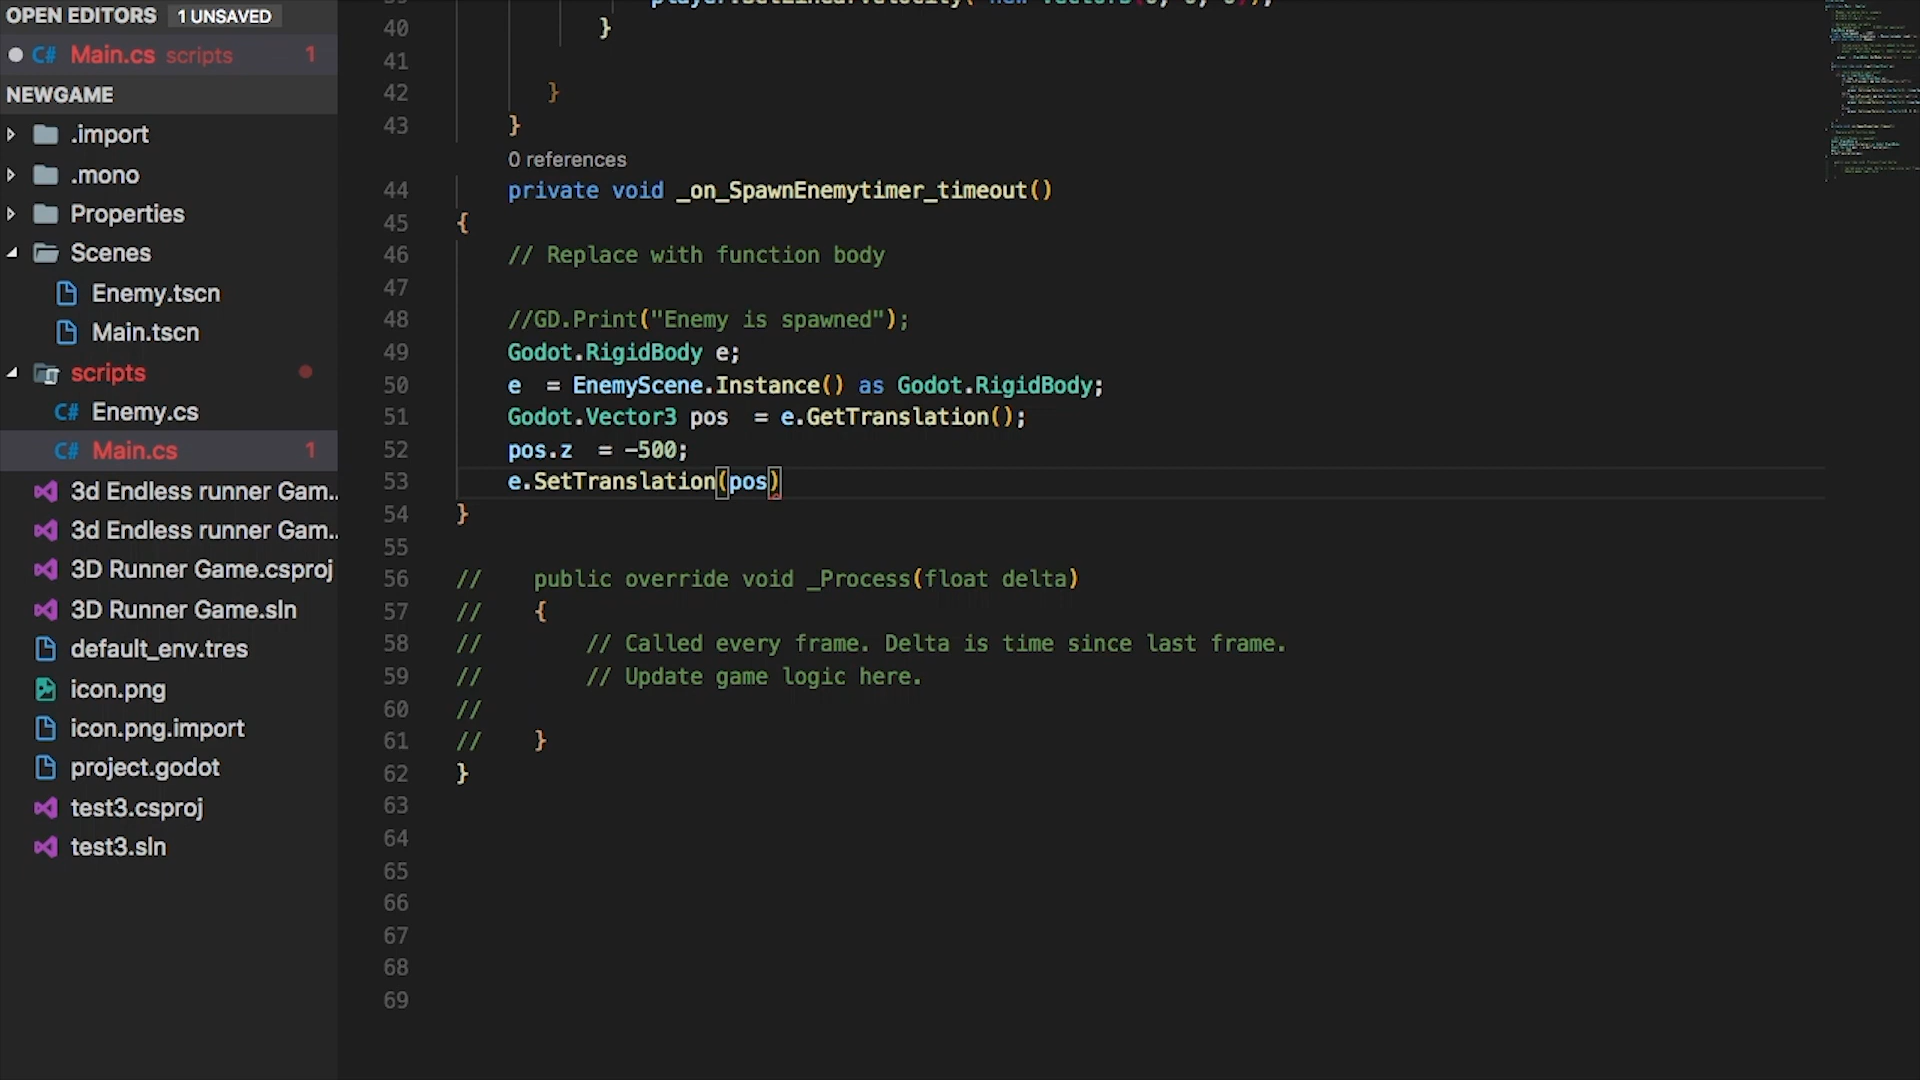 OPEN EDITORS 1 UNSAVED
C# Main.cs scripts 1
NEWGAME
.import
.mono
Properties
Scenes
Enemy.tscn
Main.tscn
scripts
C# Enemy.cs
C# Main.cs 1
3d Endless runner Gam..
3d Endless runner Gam..
3D Runner Game.csproj
3D Runner Game.sln
default_env.tres
icon.png
icon.png.import
project.godot
test3.csproj
test3.sln
40 }
41
42 }
43 }
0 references
44 private void _on_SpawnEnemytimer_timeout()
45 {
46 // Replace with function body
47
48 //GD.Print("Enemy is spawned");
49 Godot.RigidBody e;
50 e = EnemyScene.Instance() as Godot.RigidBody;
51 Godot.Vector3 pos = e.GetTranslation();
52 pos.z = -500;
53 e.SetTranslation(pos)
54 }
55
56 // public override void _Process(float delta)
57 // {
58 // // Called every frame. Delta is time since last frame.
59 // // Update game logic here.
60 //
61 // }
62 }
63
64
65
66
67
68
69